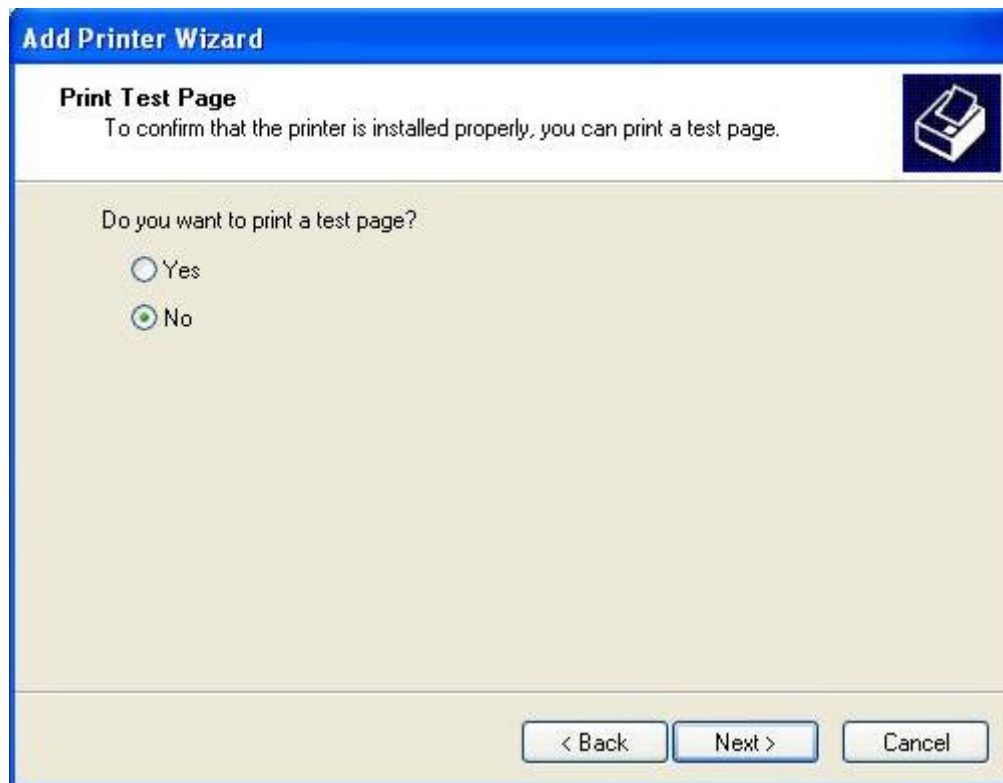 Add Printer Wizard
Print Test Page
To confirm that the printer is installed properly, you can print a test page.
Do you want to print a test page?
Yes
No
< Back Next > Cancel